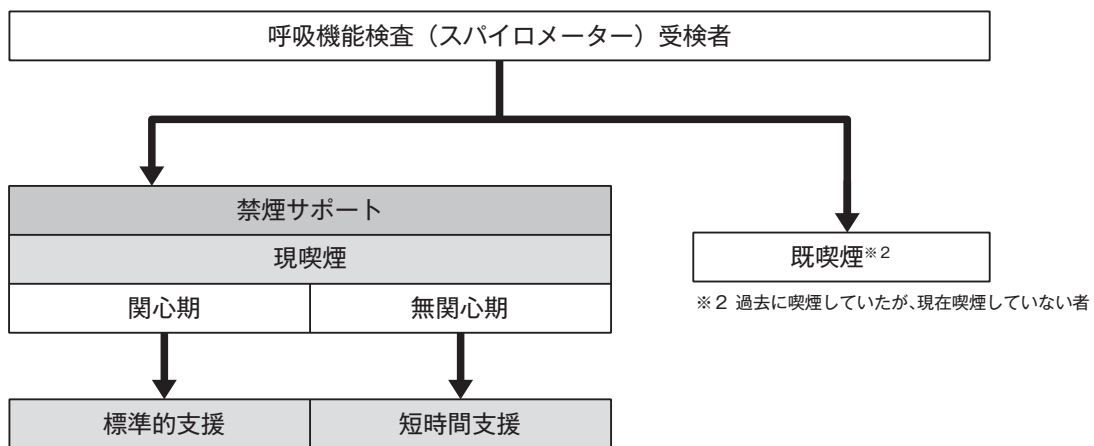 呼吸機能検査（スパイロメーター）受検者
禁煙サポート
現喫煙
関心期
無関心期
標準的支援
短時間支援
既喫煙※２
※２ 過去に喫煙していたが、現在喫煙していない者